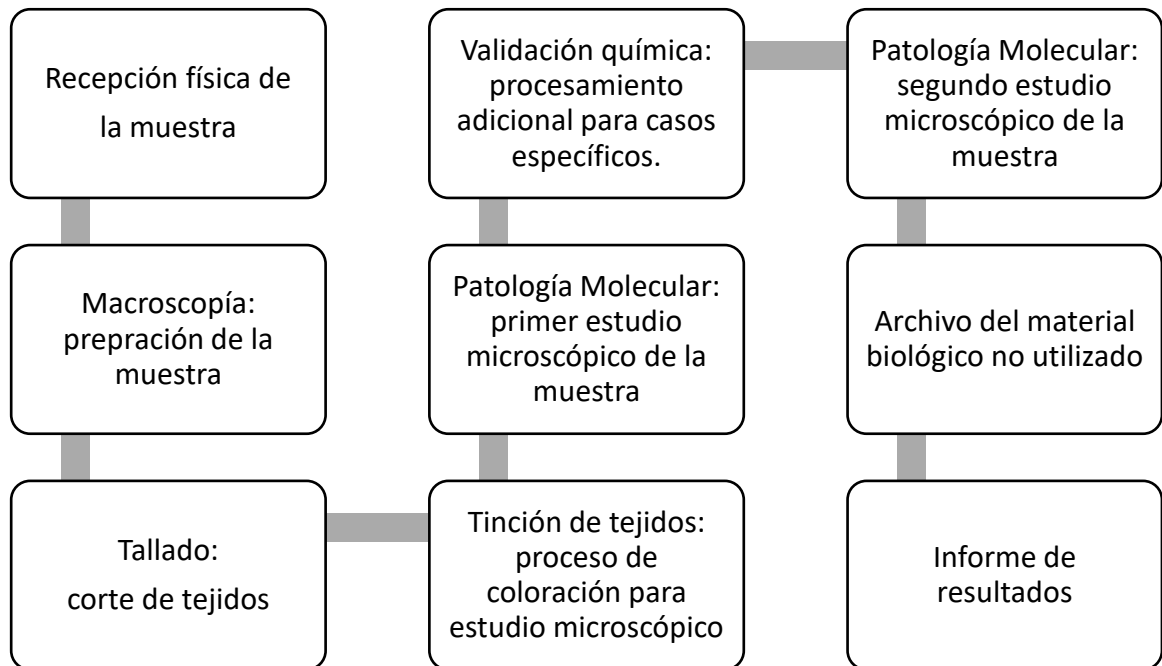 Recepción física de
la muestra
Macroscopía:
prepración de la
muestra
Tallado:
corte de tejidos
Tinción de tejidos:
proceso de
coloración para
estudio microscópico
Patología Molecular:
primer estudio
microscópico de la
muestra
Validación química:
procesamiento
adicional para casos
específicos.
Patología Molecular:
segundo estudio
microscópico de la
muestra
Archivo del material
biológico no utilizado
Informe de
resultados